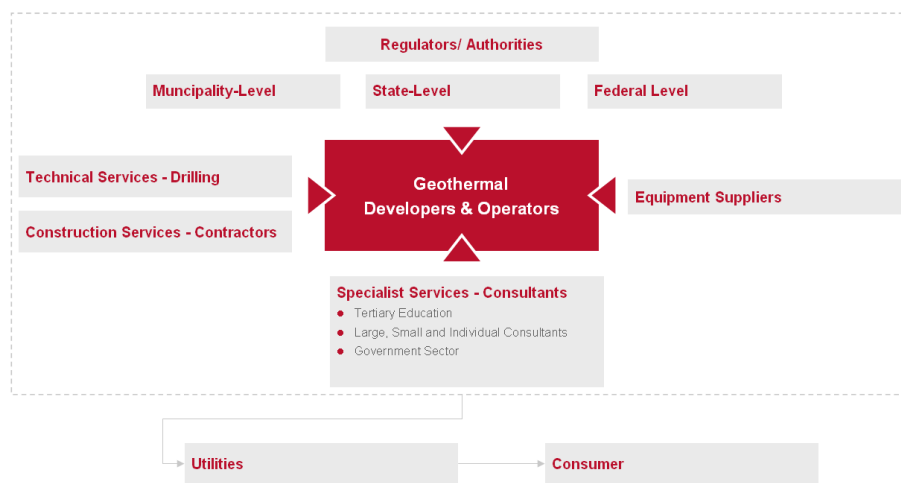 Regulators/ Authorities
Muncipality-Level
State-Level
Federal Level
Technical Services - Drilling
Construction Services - Contractors
Geothermal
Developers & Operators
Equipment Suppliers
Specialist Services - Consultants
Tertiary Education
Large, Small and Individual Consultants
Government Sector
Utilities
Consumer